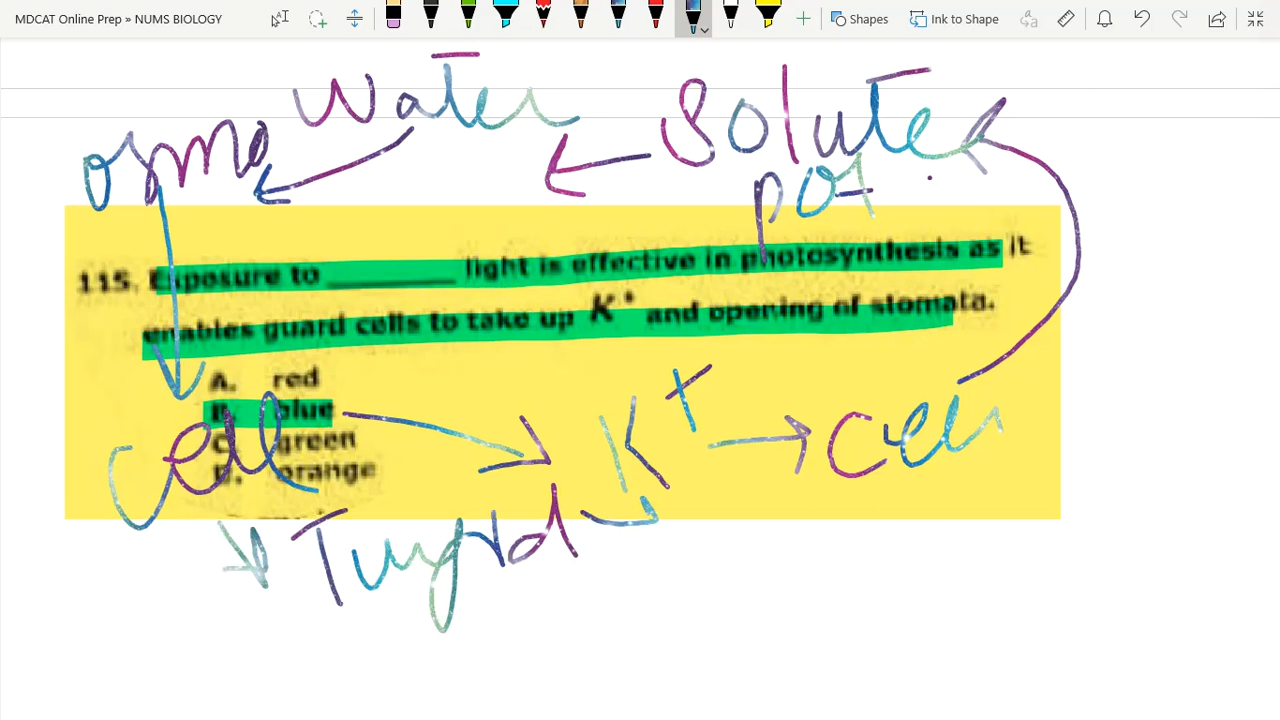 MDCAT Online Prep » NUMS BIOLOGY
Shapes
Ink to Shape
Water
Solute
osmo
pot
115. Exposure to ________ light is effective in photosynthesis as it
enables guard cells to take up K+ and opening of stomata.
A. red
B. blue
C. green
D. orange
Cell
K+
Cell
Turgid